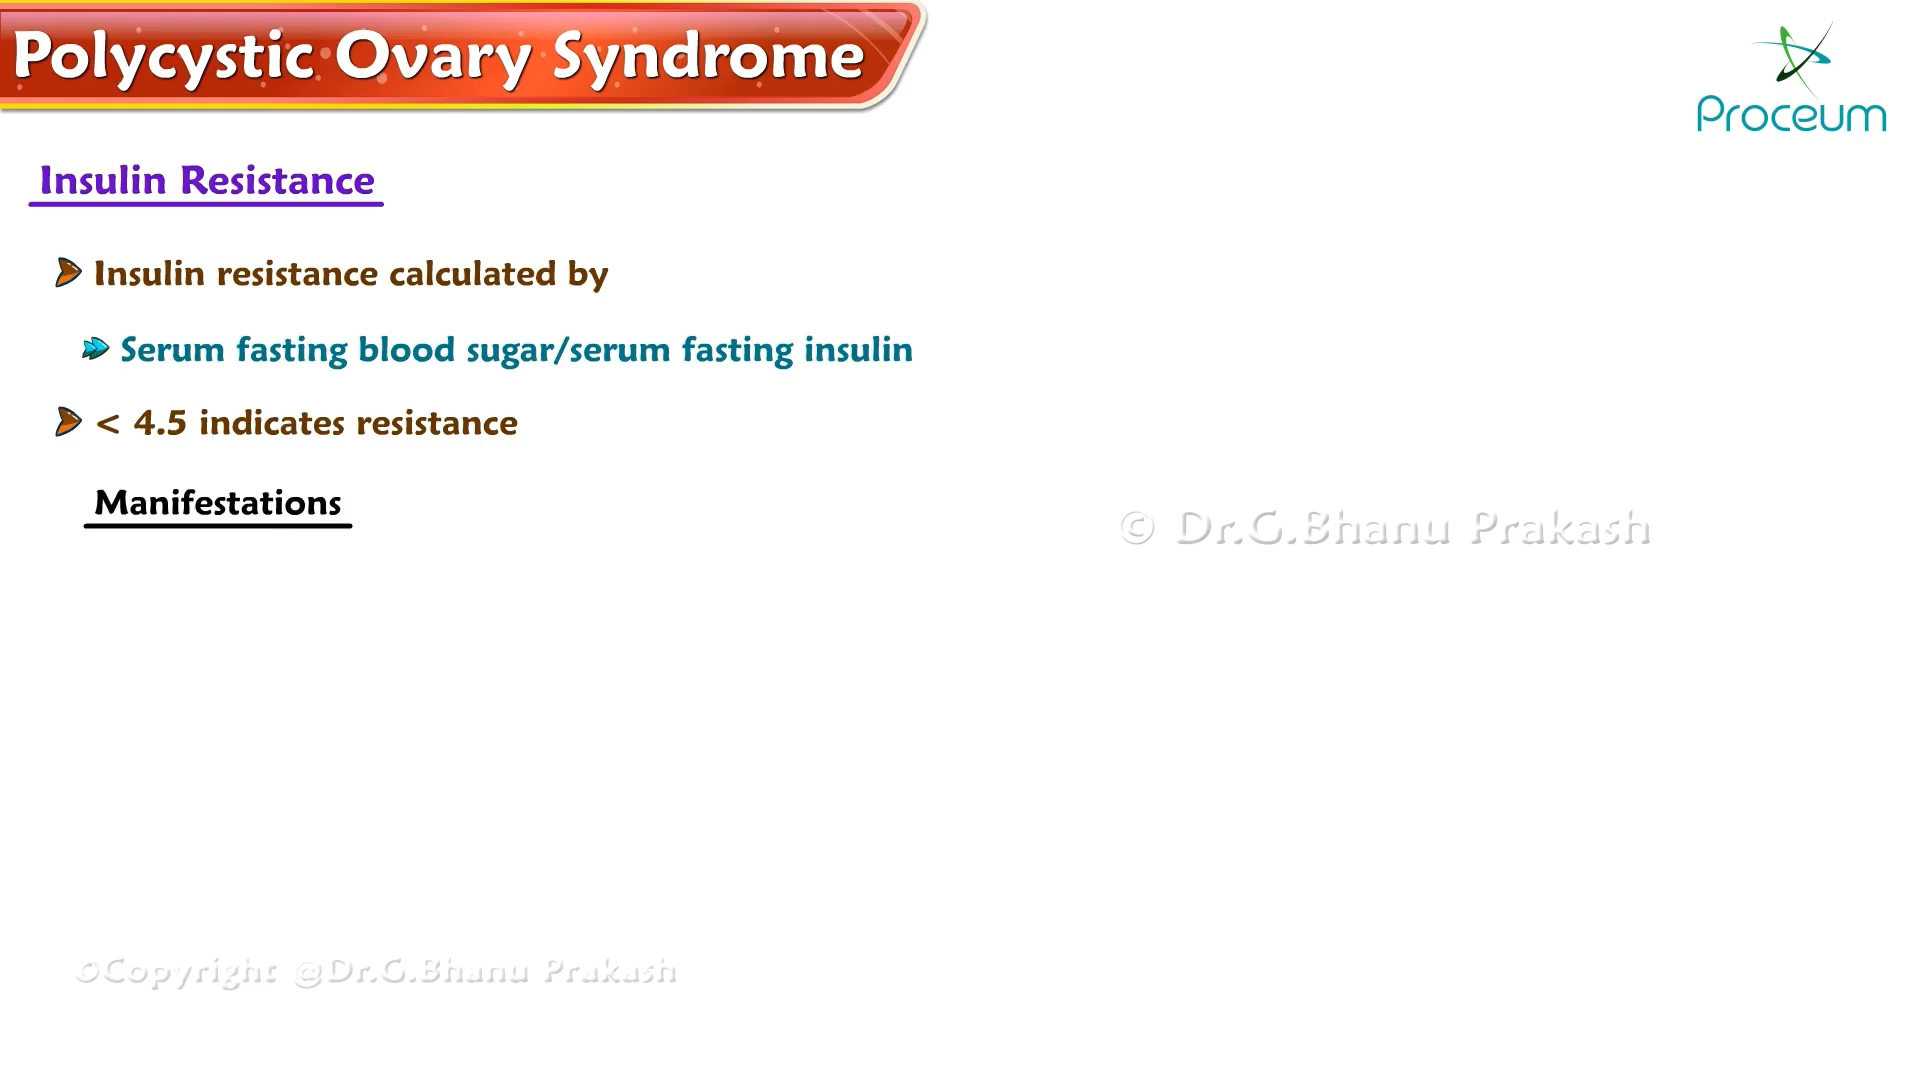 Polycystic Ovary Syndrome
Proceum
Insulin Resistance
Insulin resistance calculated by
Serum fasting blood sugar/serum fasting insulin
< 4.5 indicates resistance
Manifestations
© Dr.G.Bhanu Prakash
©Copyright @Dr.G.Bhanu Prakash